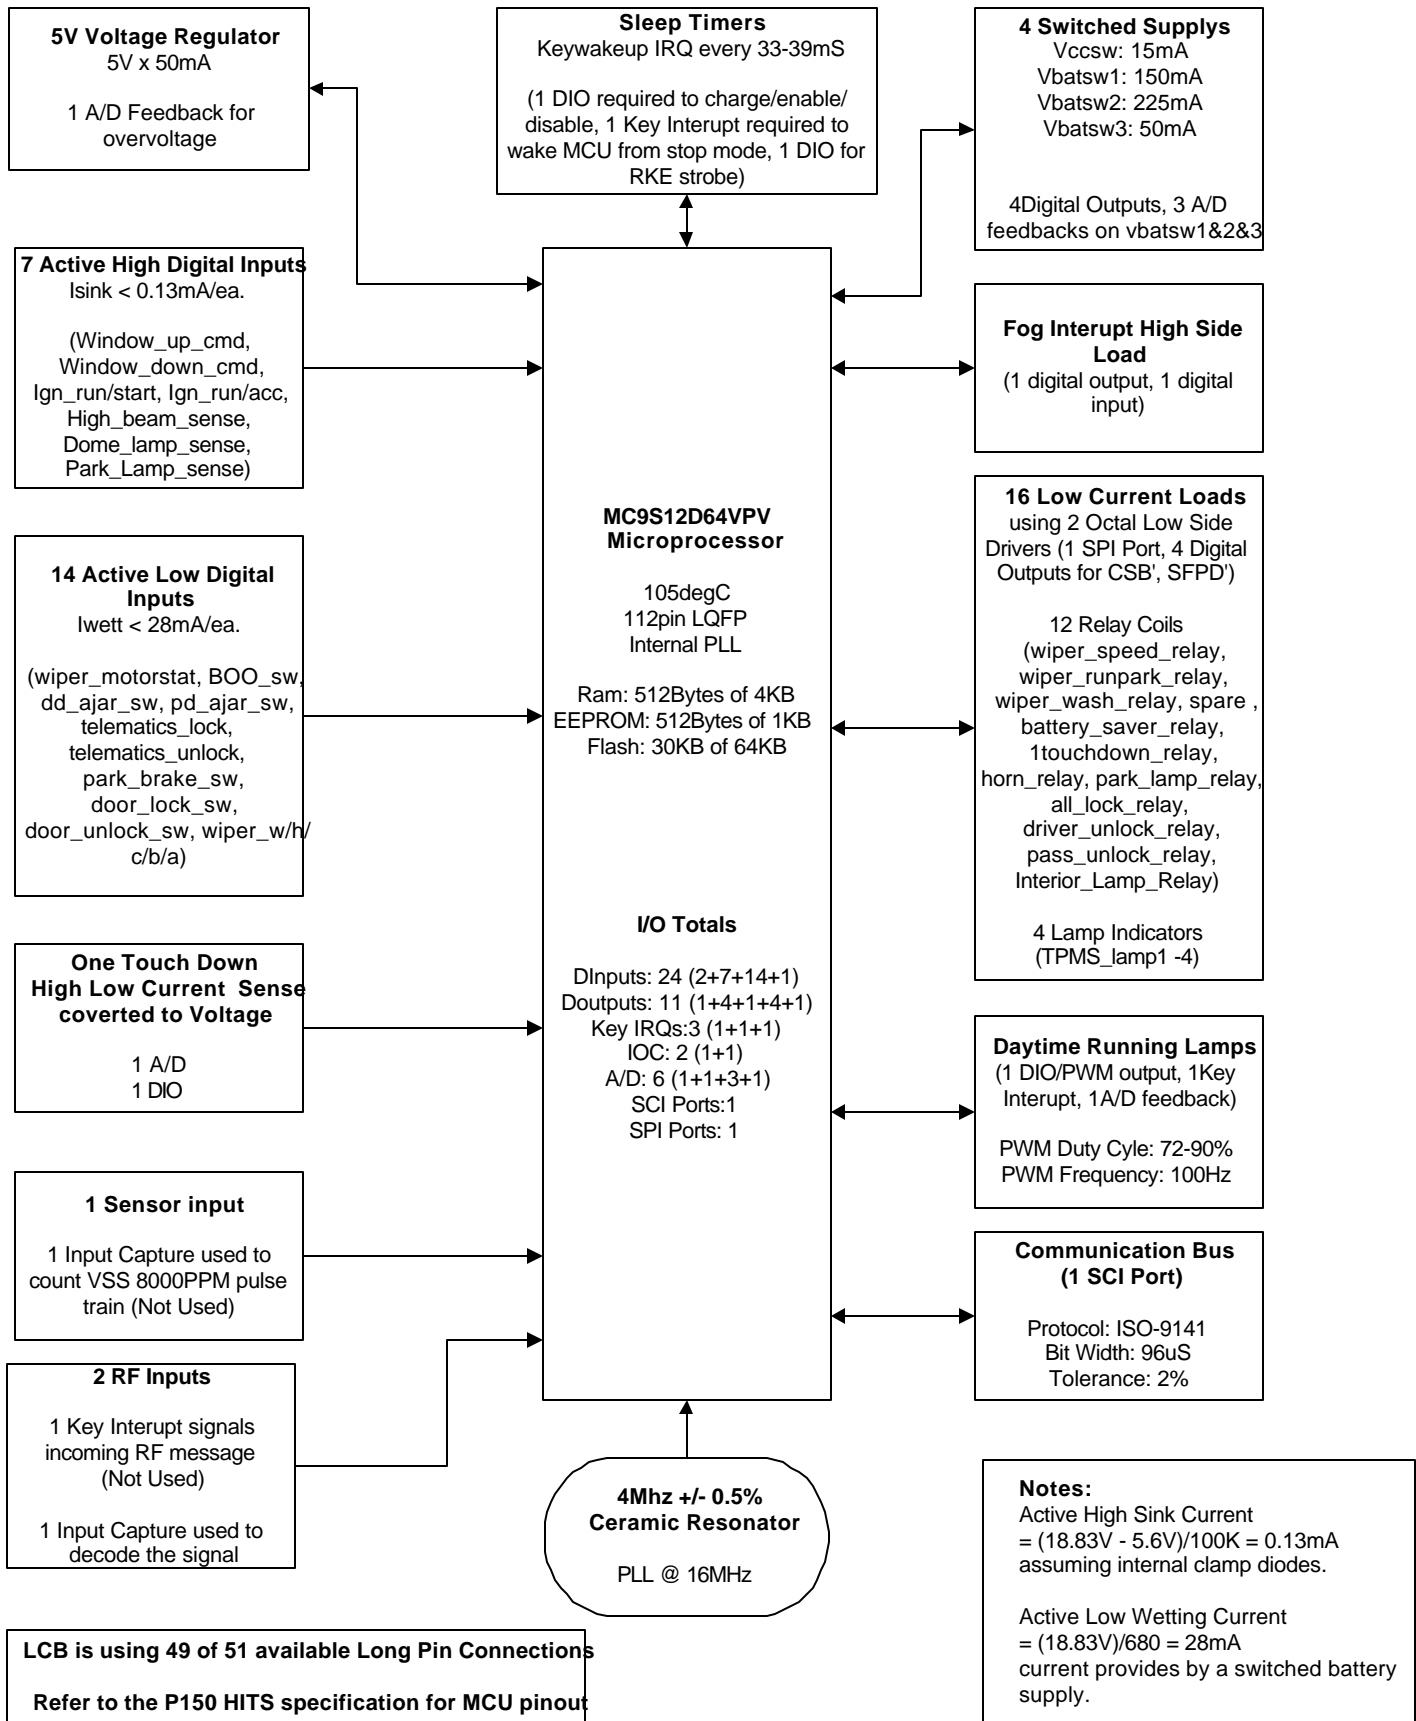 5V Voltage Regulator
5V x 50mA
1 A/D Feedback for
overvoltage
Sleep Timers
Keywakeup IRQ every 33-39mS
(1 DIO required to charge/enable/
disable, 1 Key Interupt required to
wake MCU from stop mode, 1 DIO for
RKE strobe)
4 Switched Supplys
Vccsw: 15mA
Vbatsw1: 150mA
Vbatsw2: 225mA
Vbatsw3: 50mA
4Digital Outputs, 3 A/D
feedbacks on vbatsw1&2&3
7 Active High Digital Inputs
Isink < 0.13mA/ea.
(Window_up_cmd,
Window_down_cmd,
Ign_run/start, Ign_run/acc,
High_beam_sense,
Dome_lamp_sense,
Park_Lamp_sense)
Fog Interupt High Side
Load
(1 digital output, 1 digital
input)
14 Active Low Digital
Inputs
Iwett < 28mA/ea.
(wiper_motorstat, BOO_sw,
dd_ajar_sw, pd_ajar_sw,
telematics_lock,
telematics_unlock,
park_brake_sw,
door_lock_sw,
door_unlock_sw, wiper_w/h/
c/b/a)
MC9S12D64VPV
Microprocessor
105degC
112pin LQFP
Internal PLL
Ram: 512Bytes of 4KB
EEPROM: 512Bytes of 1KB
Flash: 30KB of 64KB
I/O Totals
DInputs: 24 (2+7+14+1)
Doutputs: 11 (1+4+1+4+1)
Key IRQs:3 (1+1+1)
IOC: 2 (1+1)
A/D: 6 (1+1+3+1)
SCI Ports:1
SPI Ports: 1
16 Low Current Loads
using 2 Octal Low Side
Drivers (1 SPI Port, 4 Digital
Outputs for CSB', SFPD')
12 Relay Coils
(wiper_speed_relay,
wiper_runpark_relay,
wiper_wash_relay, spare ,
battery_saver_relay,
1touchdown_relay,
horn_relay, park_lamp_relay,
all_lock_relay,
driver_unlock_relay,
pass_unlock_relay,
Interior_Lamp_Relay)
4 Lamp Indicators
(TPMS_lamp1 -4)
One Touch Down
High Low Current Sense
coverted to Voltage
1 A/D
1 DIO
Daytime Running Lamps
(1 DIO/PWM output, 1Key
Interupt, 1A/D feedback)
PWM Duty Cyle: 72-90%
PWM Frequency: 100Hz
1 Sensor input
1 Input Capture used to
count VSS 8000PPM pulse
train (Not Used)
Communication Bus
(1 SCI Port)
Protocol: ISO-9141
Bit Width: 96uS
Tolerance: 2%
2 RF Inputs
1 Key Interupt signals
incoming RF message
(Not Used)
1 Input Capture used to
decode the signal
4Mhz +/- 0.5%
Ceramic Resonator
PLL @ 16MHz
Notes:
Active High Sink Current
= (18.83V - 5.6V)/100K = 0.13mA
assuming internal clamp diodes.
Active Low Wetting Current
= (18.83V)/680 = 28mA
current provides by a switched battery
supply.
LCB is using 49 of 51 available Long Pin Connections
Refer to the P150 HITS specification for MCU pinout